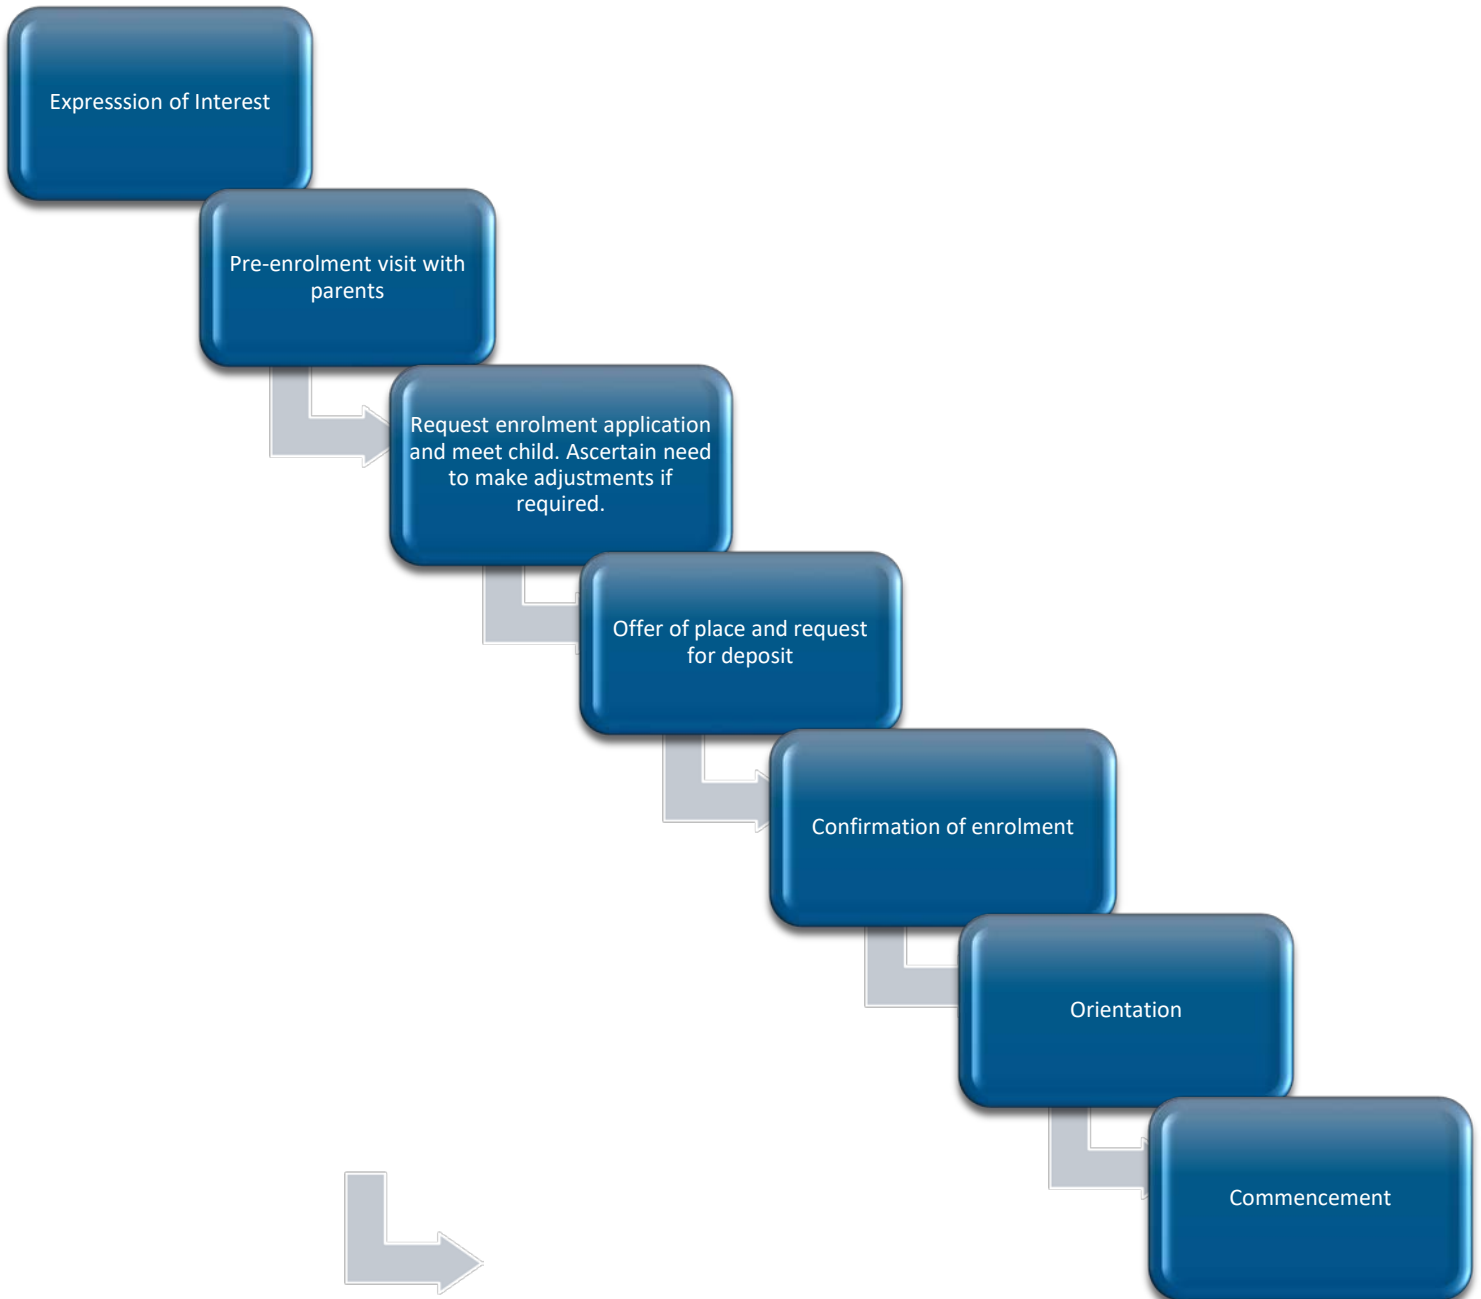 Expresssion of Interest
Pre-enrolment visit with
parents
Request enrolment application
and meet child. Ascertain need
to make adjustments if
required.
Offer of place and request
for deposit
Confirmation of enrolment
Orientation
Commencement